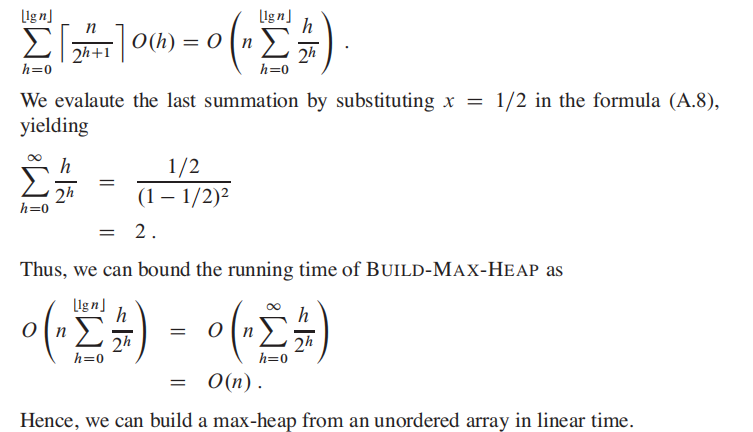 \sum_{h=0}^{\lfloor \lg n \rfloor} \left\lceil \frac{n}{2^{h+1}} \right\rceil O(h) = O\left( n \sum_{h=0}^{\lfloor \lg n \rfloor} \frac{h}{2^h} \right) .
We evalaute the last summation by substituting x = 1/2 in the formula (A.8),
yielding
\sum_{h=0}^{\infty} \frac{h}{2^h} = \frac{1/2}{(1 - 1/2)^2}
= 2 .
Thus, we can bound the running time of BUILD-MAX-HEAP as
O\left( n \sum_{h=0}^{\lfloor \lg n \rfloor} \frac{h}{2^h} \right) = O\left( n \sum_{h=0}^{\infty} \frac{h}{2^h} \right)
= O(n) .
Hence, we can build a max-heap from an unordered array in linear time.